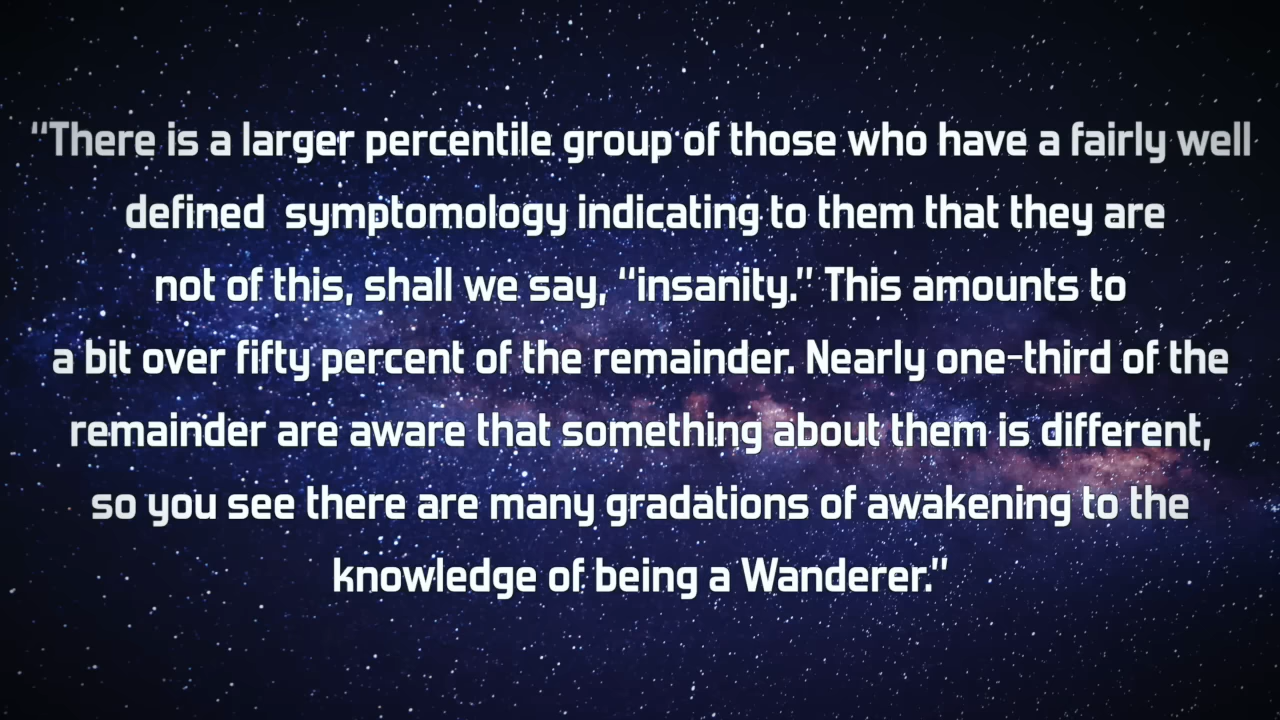 “There is a larger percentile group of those who have a fairly well
defined  symptomology indicating to them that they are
not of this, shall we say, “insanity.” This amounts to
a bit over fifty percent of the remainder. Nearly one-third of the
remainder are aware that something about them is different,
so you see there are many gradations of awakening to the
knowledge of being a Wanderer.”